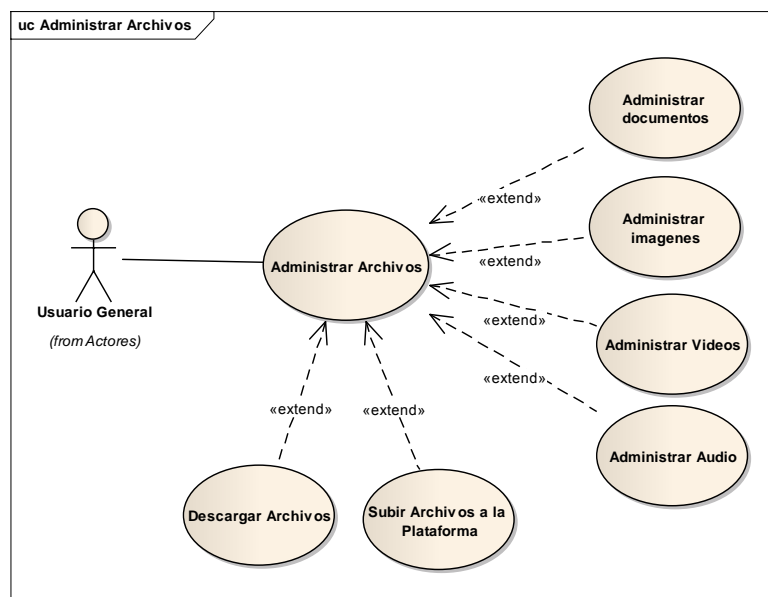 uc Administrar Archivos
Administrar
documentos
«extend»
Administrar
imagenes
«extend»
Administrar Archivos
Usuario General
(from Actores)
«extend»
Administrar Videos
«extend»
Administrar Audio
«extend»
«extend»
Descargar Archivos
Subir Archivos a la
Plataforma